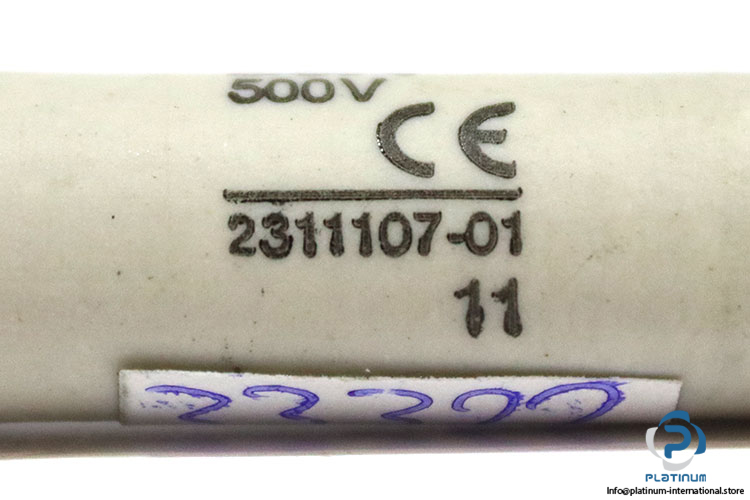 500V
CE
2311107-01
11
PLATINUM
Info@platinum-international.store